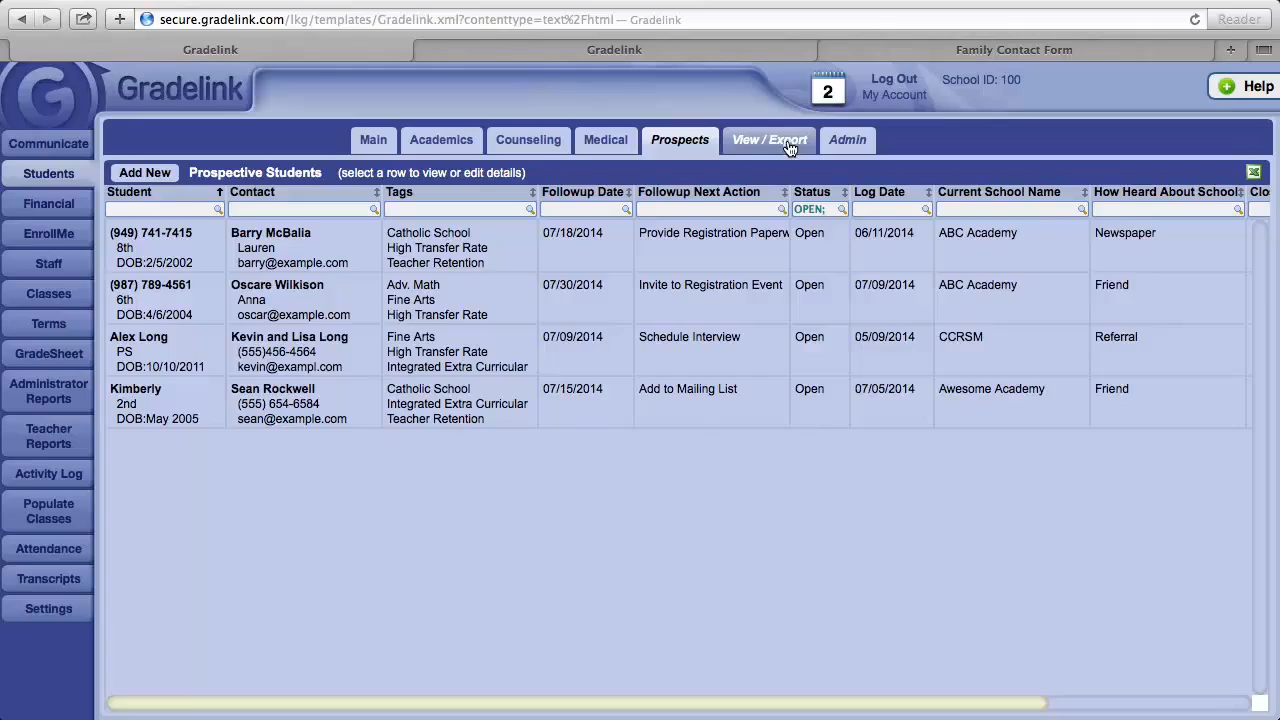 secure.gradelink.com/lkg/templates/Gradelink.xml?contenttype=text%2Fhtml — Gradelink
Reader
Gradelink
Gradelink
Family Contact Form
G Gradelink
2
Log Out
My Account
School ID: 100
Help
Main Academics Counseling Medical Prospects View / Export Admin
Communicate
Students
Financial
EnrollMe
Staff
Classes
Terms
GradeSheet
Administrator
Reports
Teacher
Reports
Activity Log
Populate
Classes
Attendance
Transcripts
Settings
Add New Prospective Students (select a row to view or edit details)
Student Contact Tags Followup Date Followup Next Action Status Log Date Current School Name How Heard About School Clo
OPEN;
(949) 741-7415 Barry McBalia Catholic School 07/18/2014 Provide Registration Paperw Open 06/11/2014 ABC Academy Newspaper
8th Lauren High Transfer Rate
DOB:2/5/2002 barry@example.com Teacher Retention
(987) 789-4561 Oscare Wilkison Adv. Math 07/30/2014 Invite to Registration Event Open 07/09/2014 ABC Academy Friend
6th Anna Fine Arts
DOB:4/6/2004 oscar@example.com High Transfer Rate
Alex Long Kevin and Lisa Long Fine Arts 07/09/2014 Schedule Interview Open 05/09/2014 CCRSM Referral
PS (555)456-4564 High Transfer Rate
DOB:10/10/2011 kevin@exampl.com Integrated Extra Curricular
Kimberly Sean Rockwell Catholic School 07/15/2014 Add to Mailing List Open 07/05/2014 Awesome Academy Friend
2nd (555) 654-6584 Integrated Extra Curricular
DOB:May 2005 sean@example.com Teacher Retention